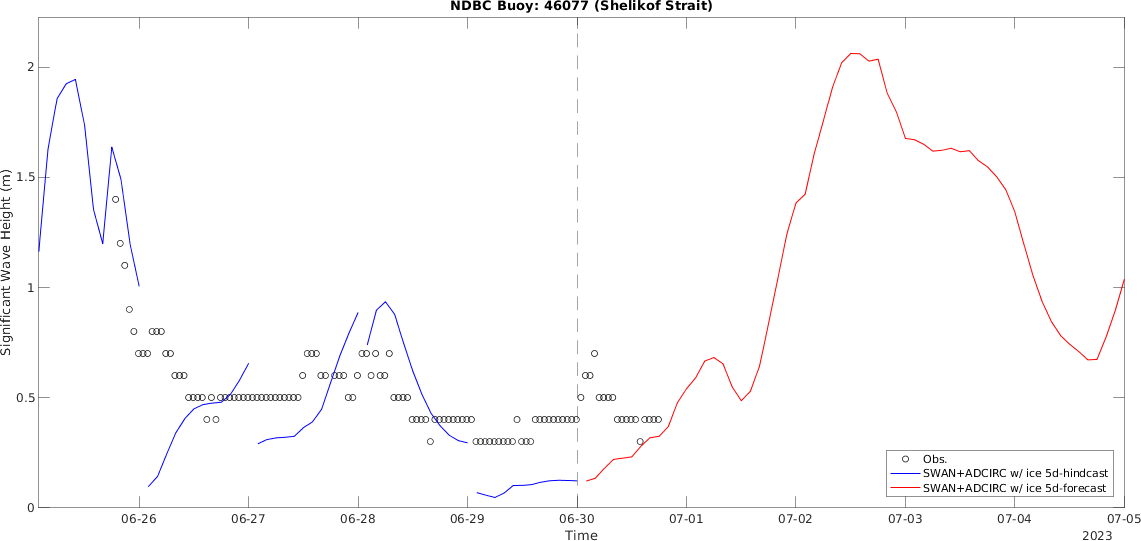 NDBC Buoy: 46077 (Shelikof Strait)
Significant Wave Height (m)
2
1.5
1
0.5
0
Obs.
SWAN+ADCIRC w/ ice 5d-hindcast
SWAN+ADCIRC w/ ice 5d-forecast
06-26 06-27 06-28 06-29 06-30 07-01 07-02 07-03 07-04 07-05
Time
2023